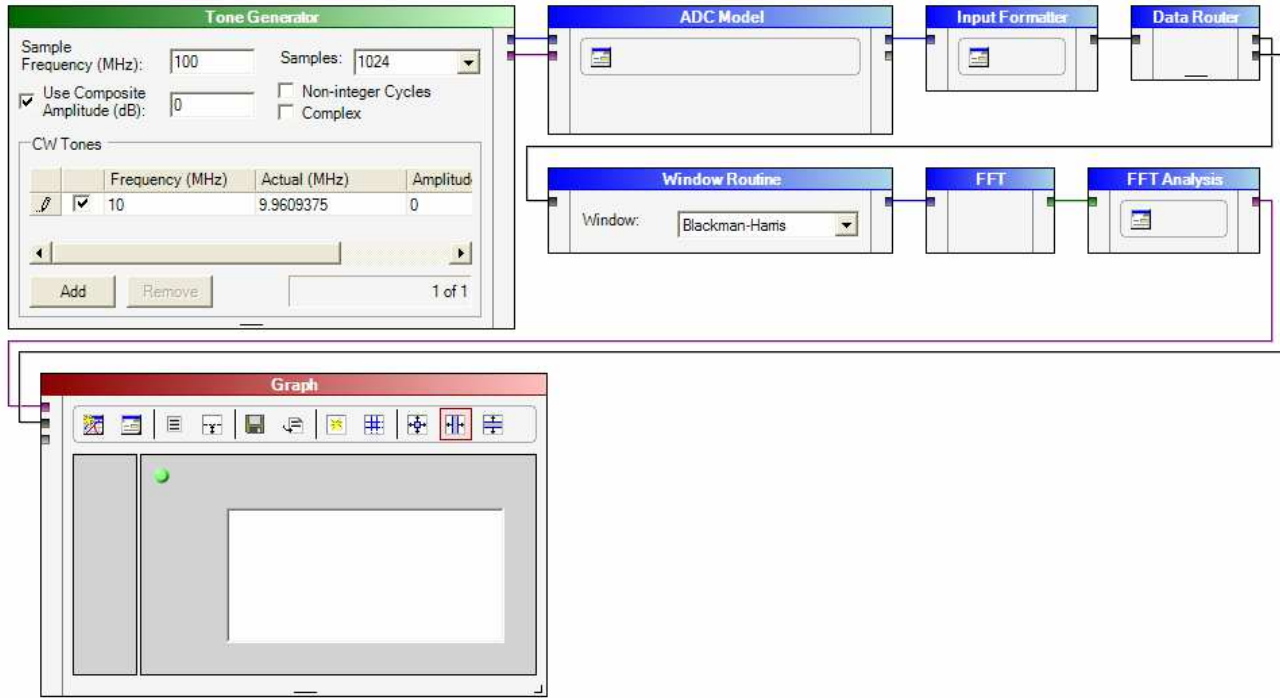 Tone Generator
ADC Model
Input Formatter
Data Router
Sample
Frequency (MHz):
100
Samples:
1024
Use Composite
Amplitude (dB):
0
Non-integer Cycles
Complex
CW Tones
Frequency (MHz)
Actual (MHz)
Amplitud
10
9.9609375
0
Add
Remove
1 of 1
Window Routine
Window:
Blackman-Harris
FFT
FFT Analysis
Graph